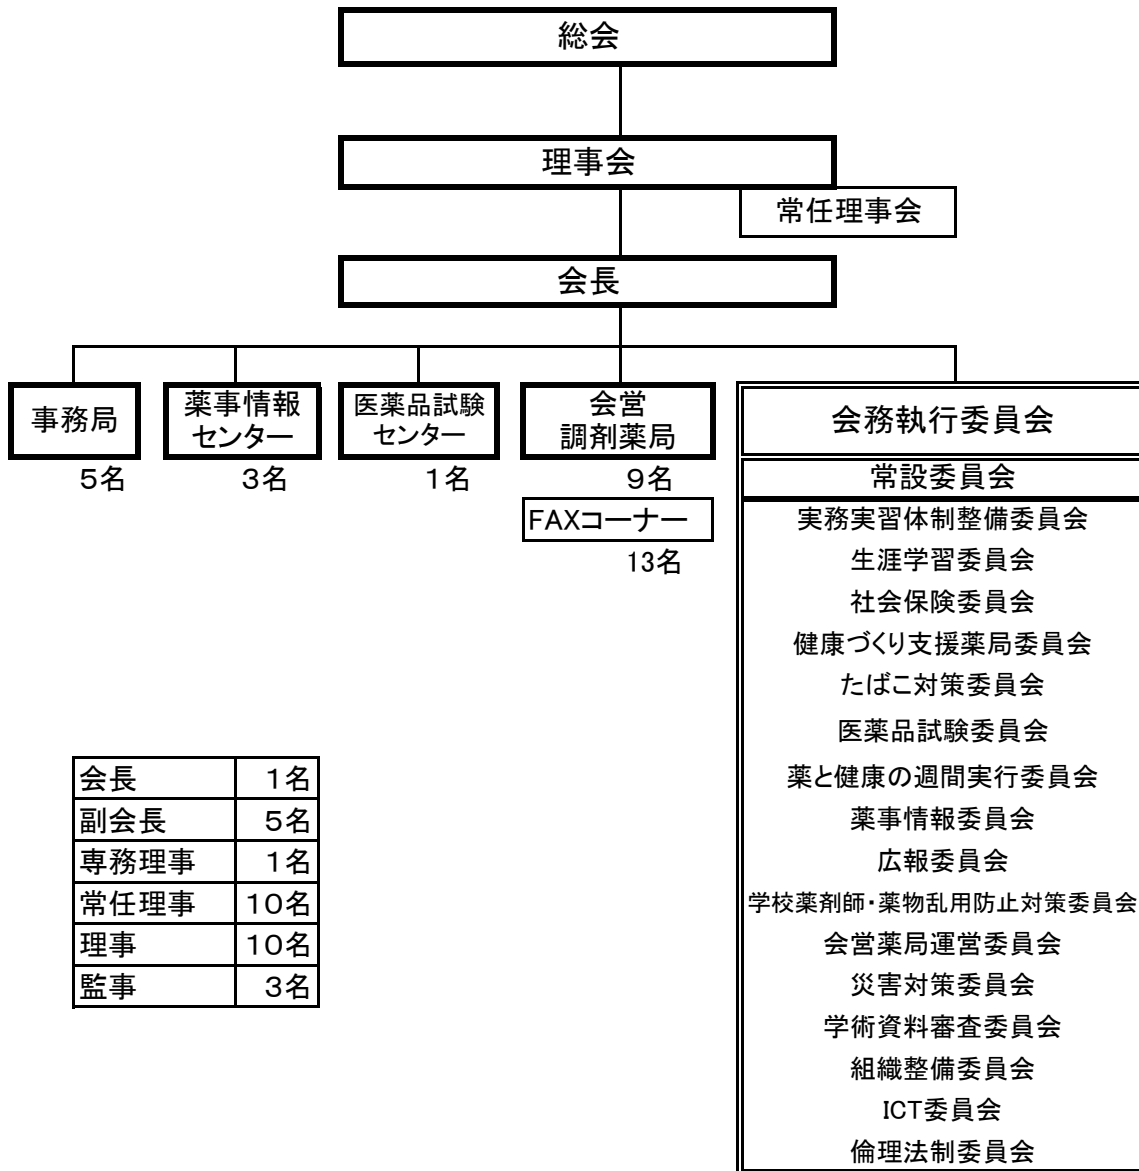 総会
理事会
常任理事会
会長
事務局
5名
薬事情報
センター
3名
医薬品試験
センター
1名
会営
調剤薬局
9名
FAXコーナー
13名
会務執行委員会
常設委員会
実務実習体制整備委員会
生涯学習委員会
社会保険委員会
健康づくり支援薬局委員会
たばこ対策委員会
医薬品試験委員会
薬と健康の週間実行委員会
薬事情報委員会
広報委員会
学校薬剤師・薬物乱用防止対策委員会
会営薬局運営委員会
災害対策委員会
学術資料審査委員会
組織整備委員会
ICT委員会
倫理法制委員会
会長 1名
副会長 5名
専務理事 1名
常任理事 10名
理事 10名
監事 3名